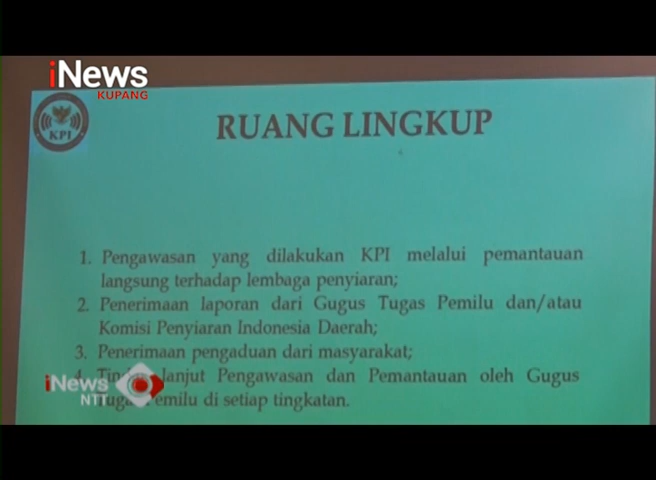 iNews
KUPANG
KPI
RUANG LINGKUP
1. Pengawasan yang dilakukan KPI melalui pemantauan
langsung terhadap lembaga penyiaran;
2. Penerimaan laporan dari Gugus Tugas Pemilu dan/atau
Komisi Penyiaran Indonesia Daerah;
3. Penerimaan pengaduan dari masyarakat;
lanjut Pengawasan dan Pemantauan oleh Gugus
Pemilu di setiap tingkatan.
iNews
NTT